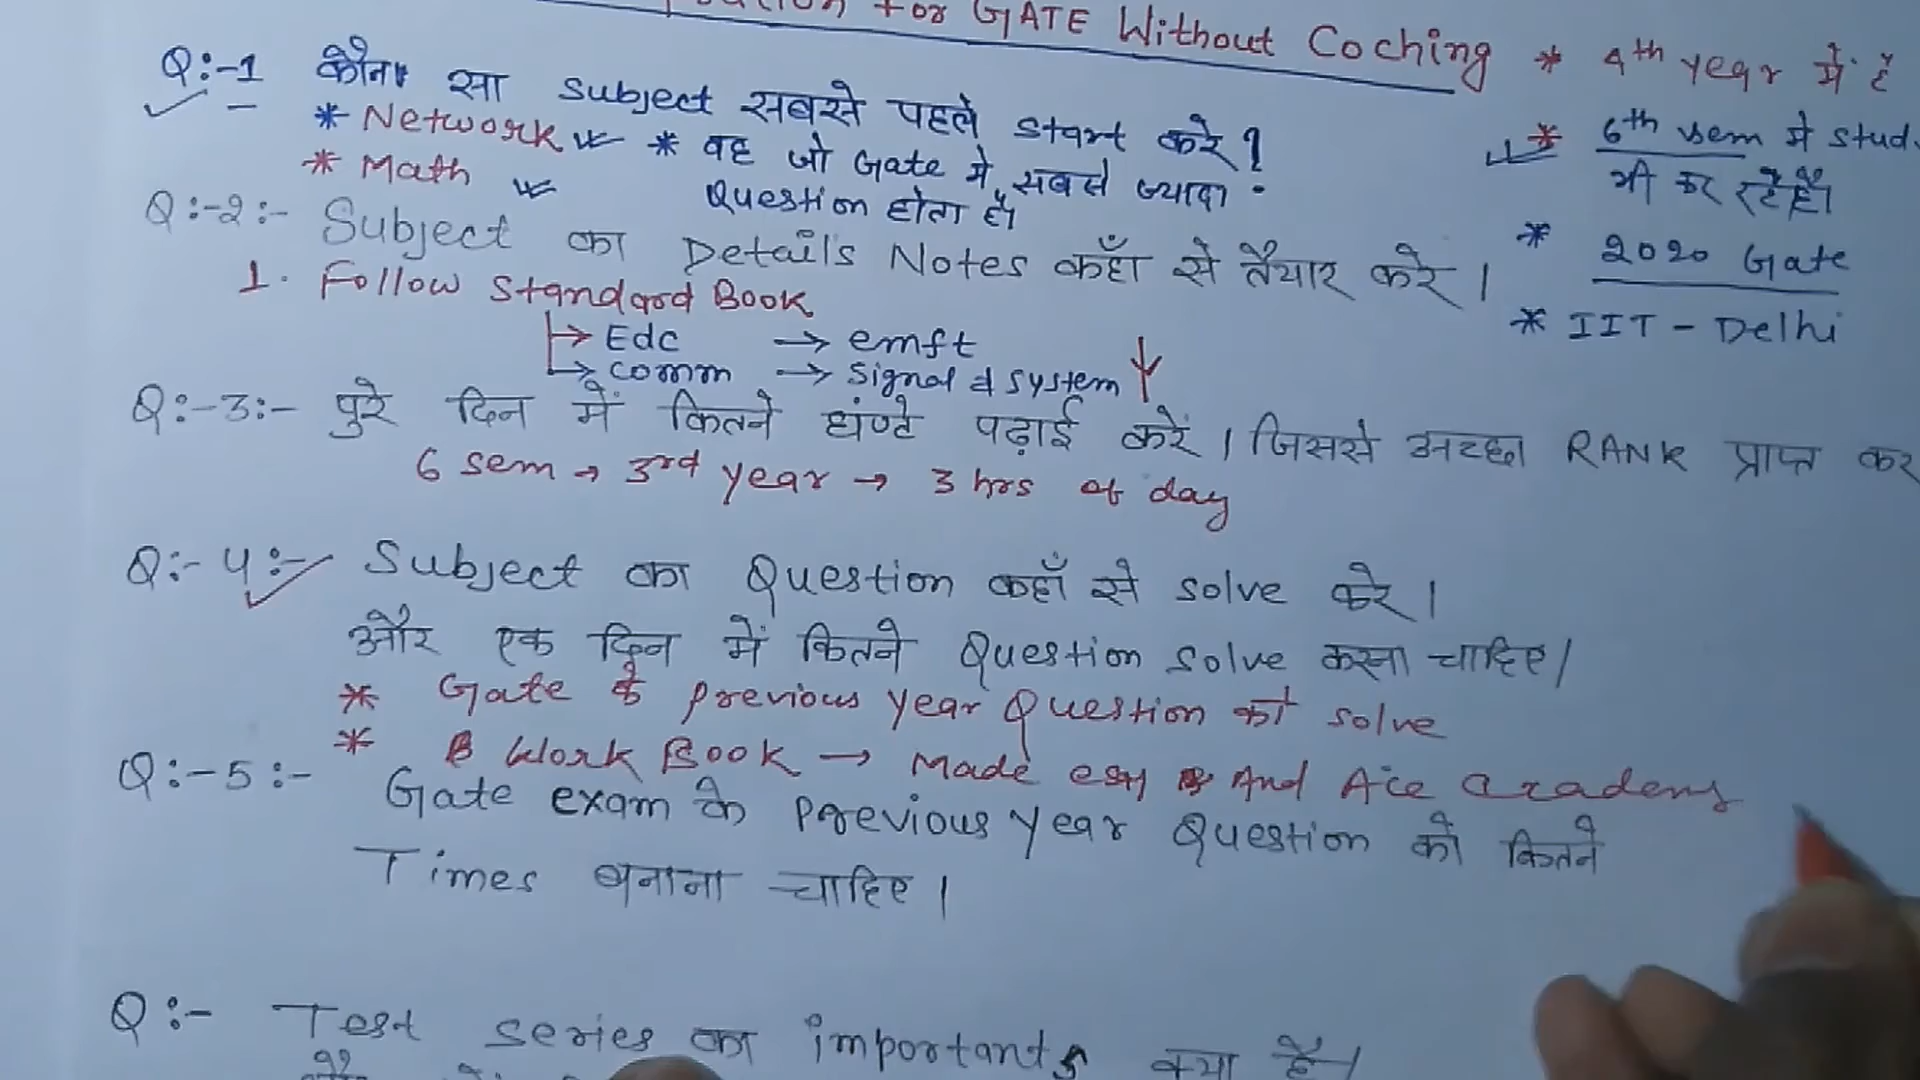 for GATE Without Coching
* 4th year में है
Q:-1 कौन सा subject सबसे पहले start करे ?
* Network * वह जो Gate मे सबसे ज्यादा
* Math Question होता है
* 6th sem मे stud.
भी कर रहे है।
* 2020 Gate
* IIT - Delhi
Q:-2:- Subject का Details Notes कहाँ से तैयार करे ।
1. Follow Standard Book
→ Edc → emft
→ comm → signal & system
Q:-3:- पुरे दिन में कितने घंण्टे पढ़ाई करें । जिससे अच्छा RANK प्राप्त कर
6 sem → 3rd year → 3 hrs of day
Q:-4:- Subject का Question कहाँ से solve करे ।
और एक दिन में कितने Question solve करना चाहिए।
* Gate के previous year Question को solve
* Work Book → Made easy And Ace academy
Q:-5:- Gate exam के Previous year Question को कितने
Times बनाना चाहिए ।
Q:- Test series का important क्या है।